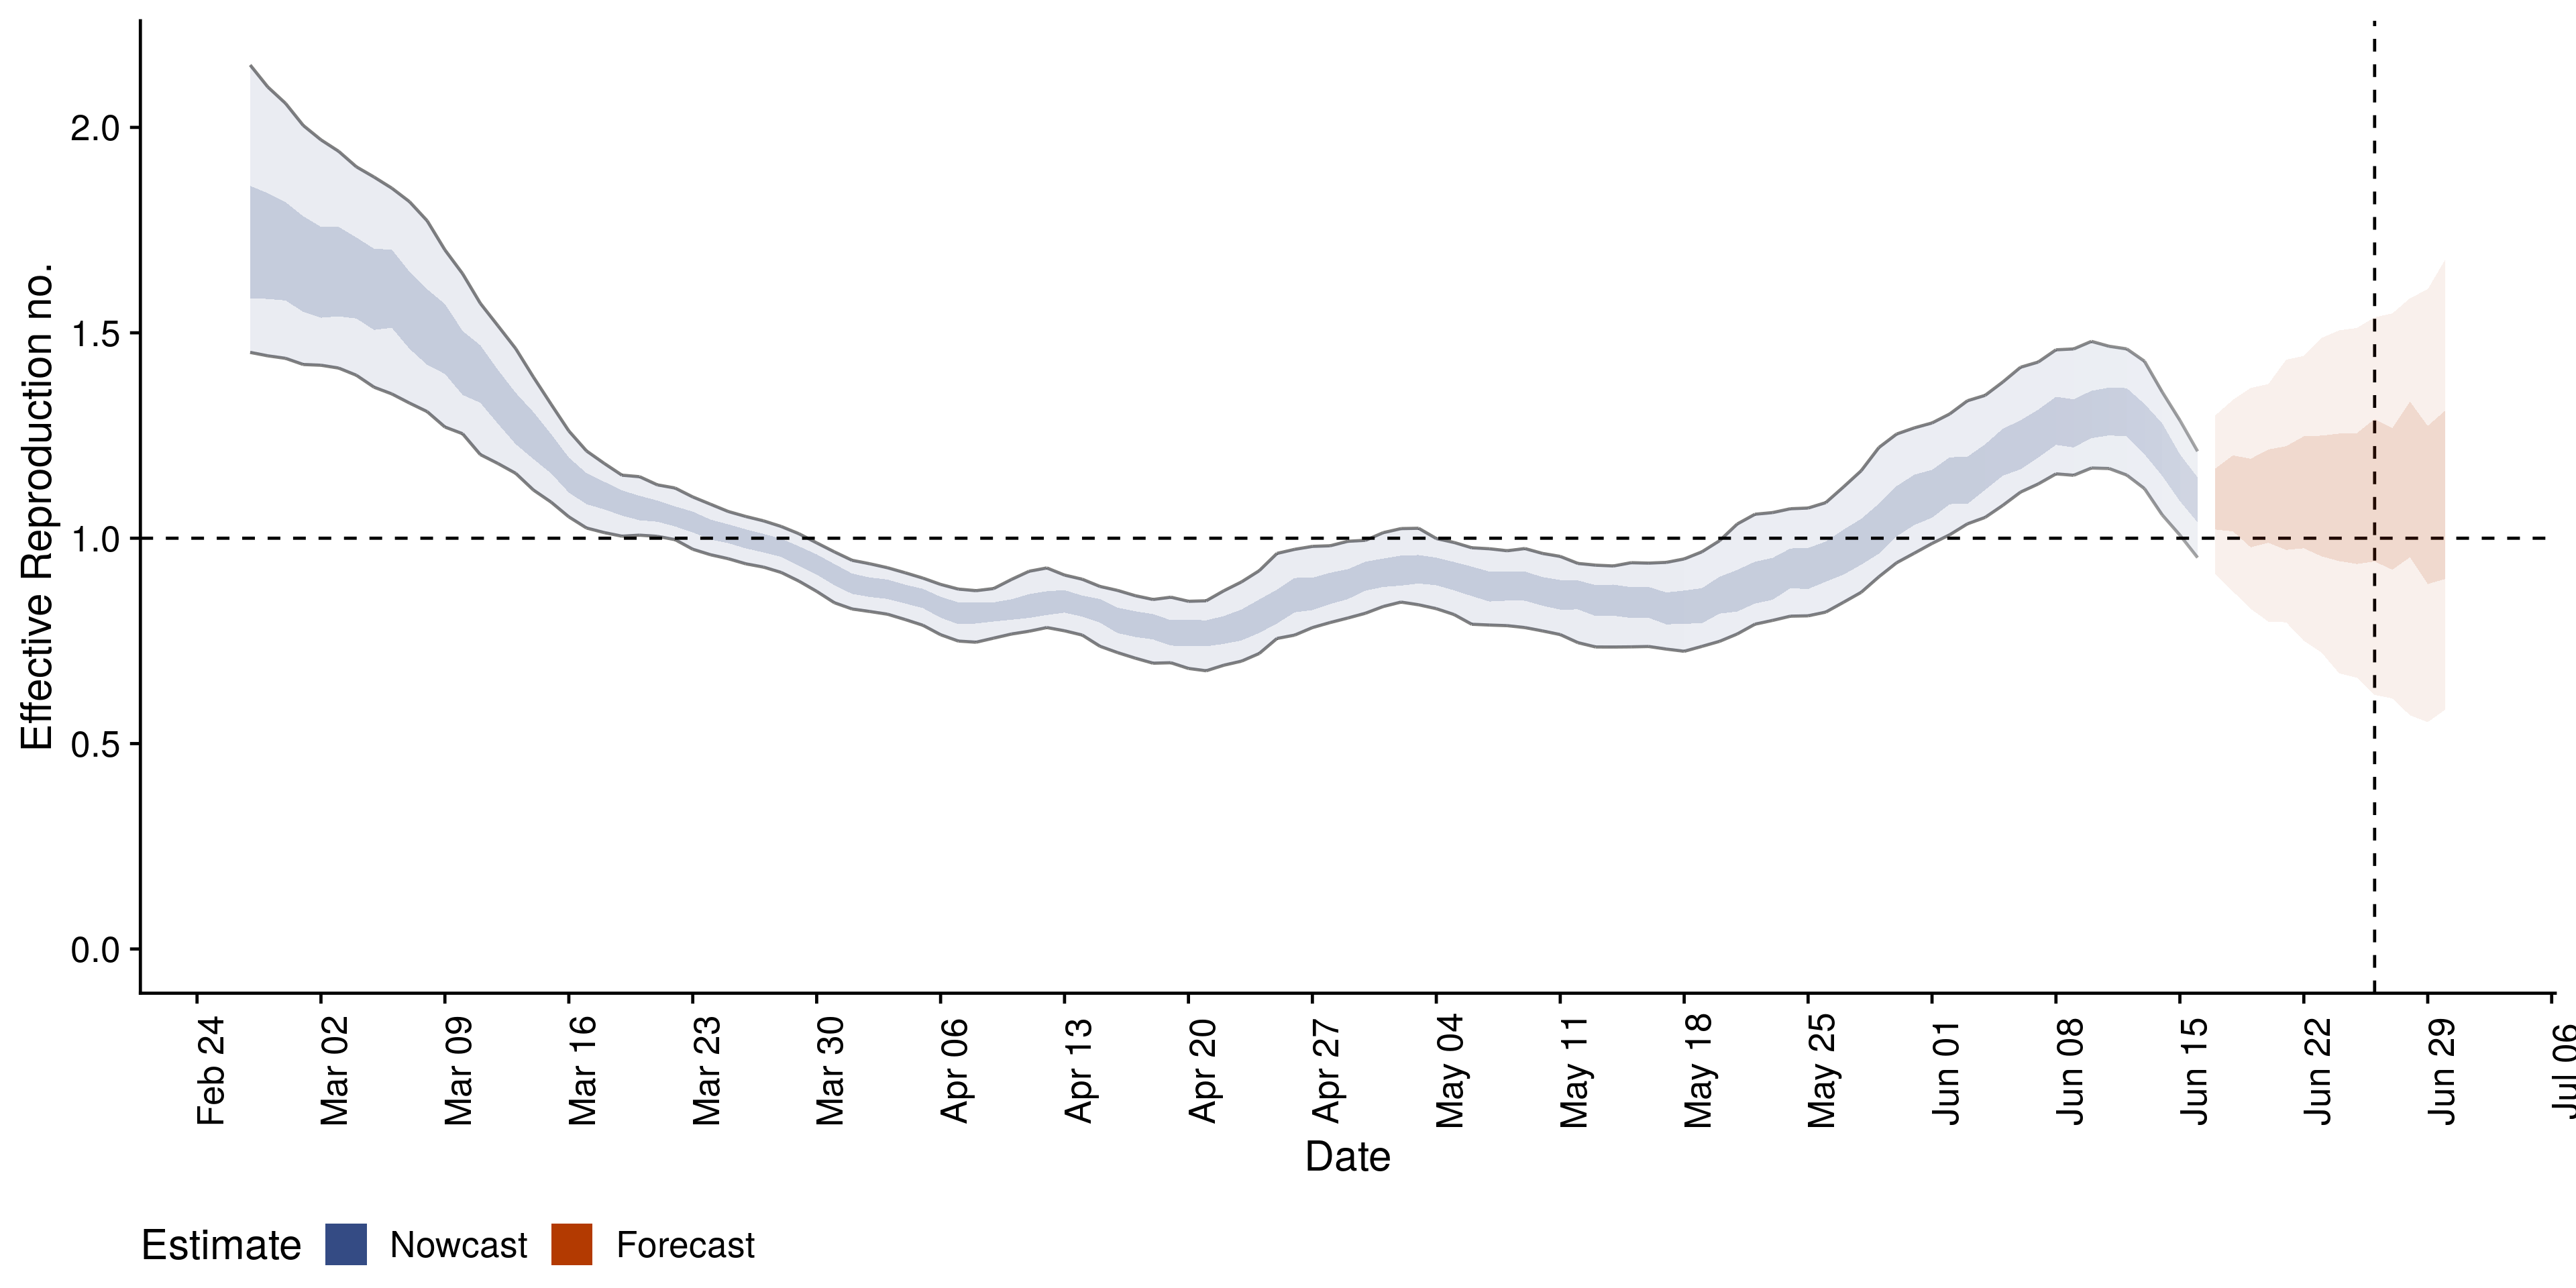 Effective Reproduction no.
2.0
1.5
1.0
0.5
0.0
Feb 24
Mar 02
Mar 09
Mar 16
Mar 23
Mar 30
Apr 06
Apr 13
Apr 20
Apr 27
May 04
May 11
May 18
May 25
Jun 01
Jun 08
Jun 15
Jun 22
Jun 29
Jul 06
Date
Estimate Nowcast Forecast